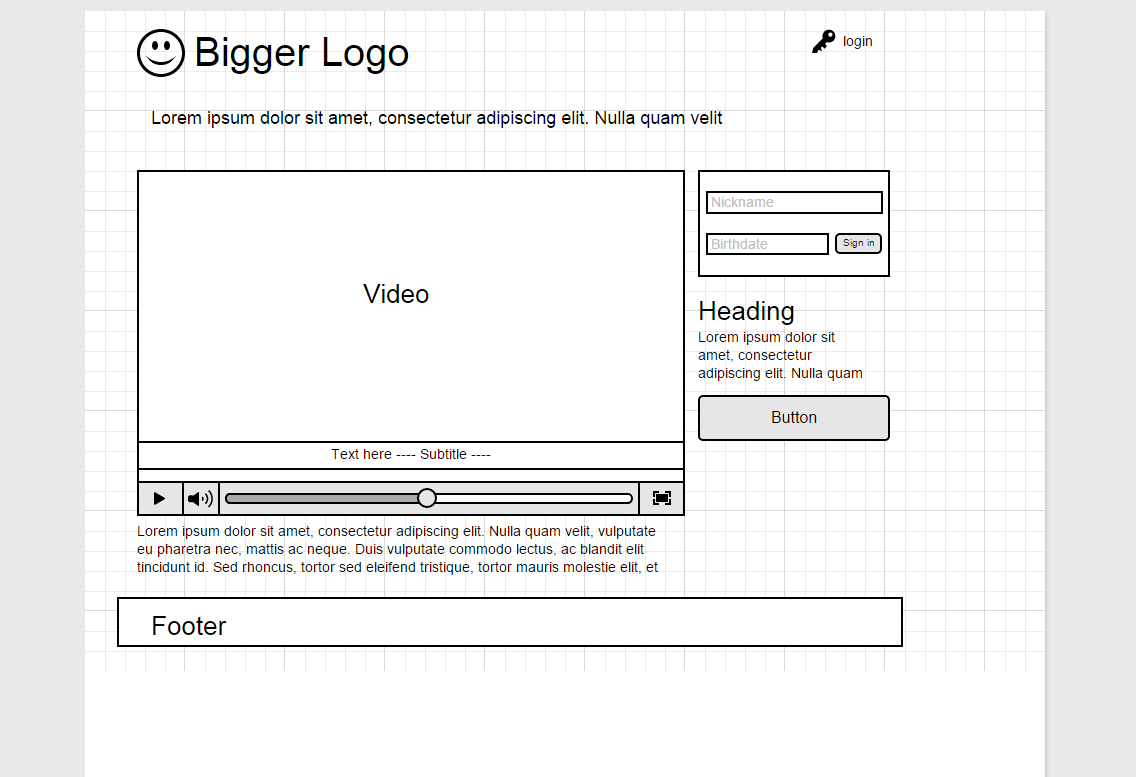 Bigger Logo
login
Lorem ipsum dolor sit amet, consectetur adipiscing elit. Nulla quam velit
Video
Text here ---- Subtitle ----
Lorem ipsum dolor sit amet, consectetur adipiscing elit. Nulla quam velit, vulputate
eu pharetra nec, mattis ac neque. Duis vulputate commodo lectus, ac blandit elit
tincidunt id. Sed rhoncus, tortor sed eleifend tristique, tortor mauris molestie elit, et
Nickname
Birthdate
Sign in
Heading
Lorem ipsum dolor sit
amet, consectetur
adipiscing elit. Nulla quam
Button
Footer